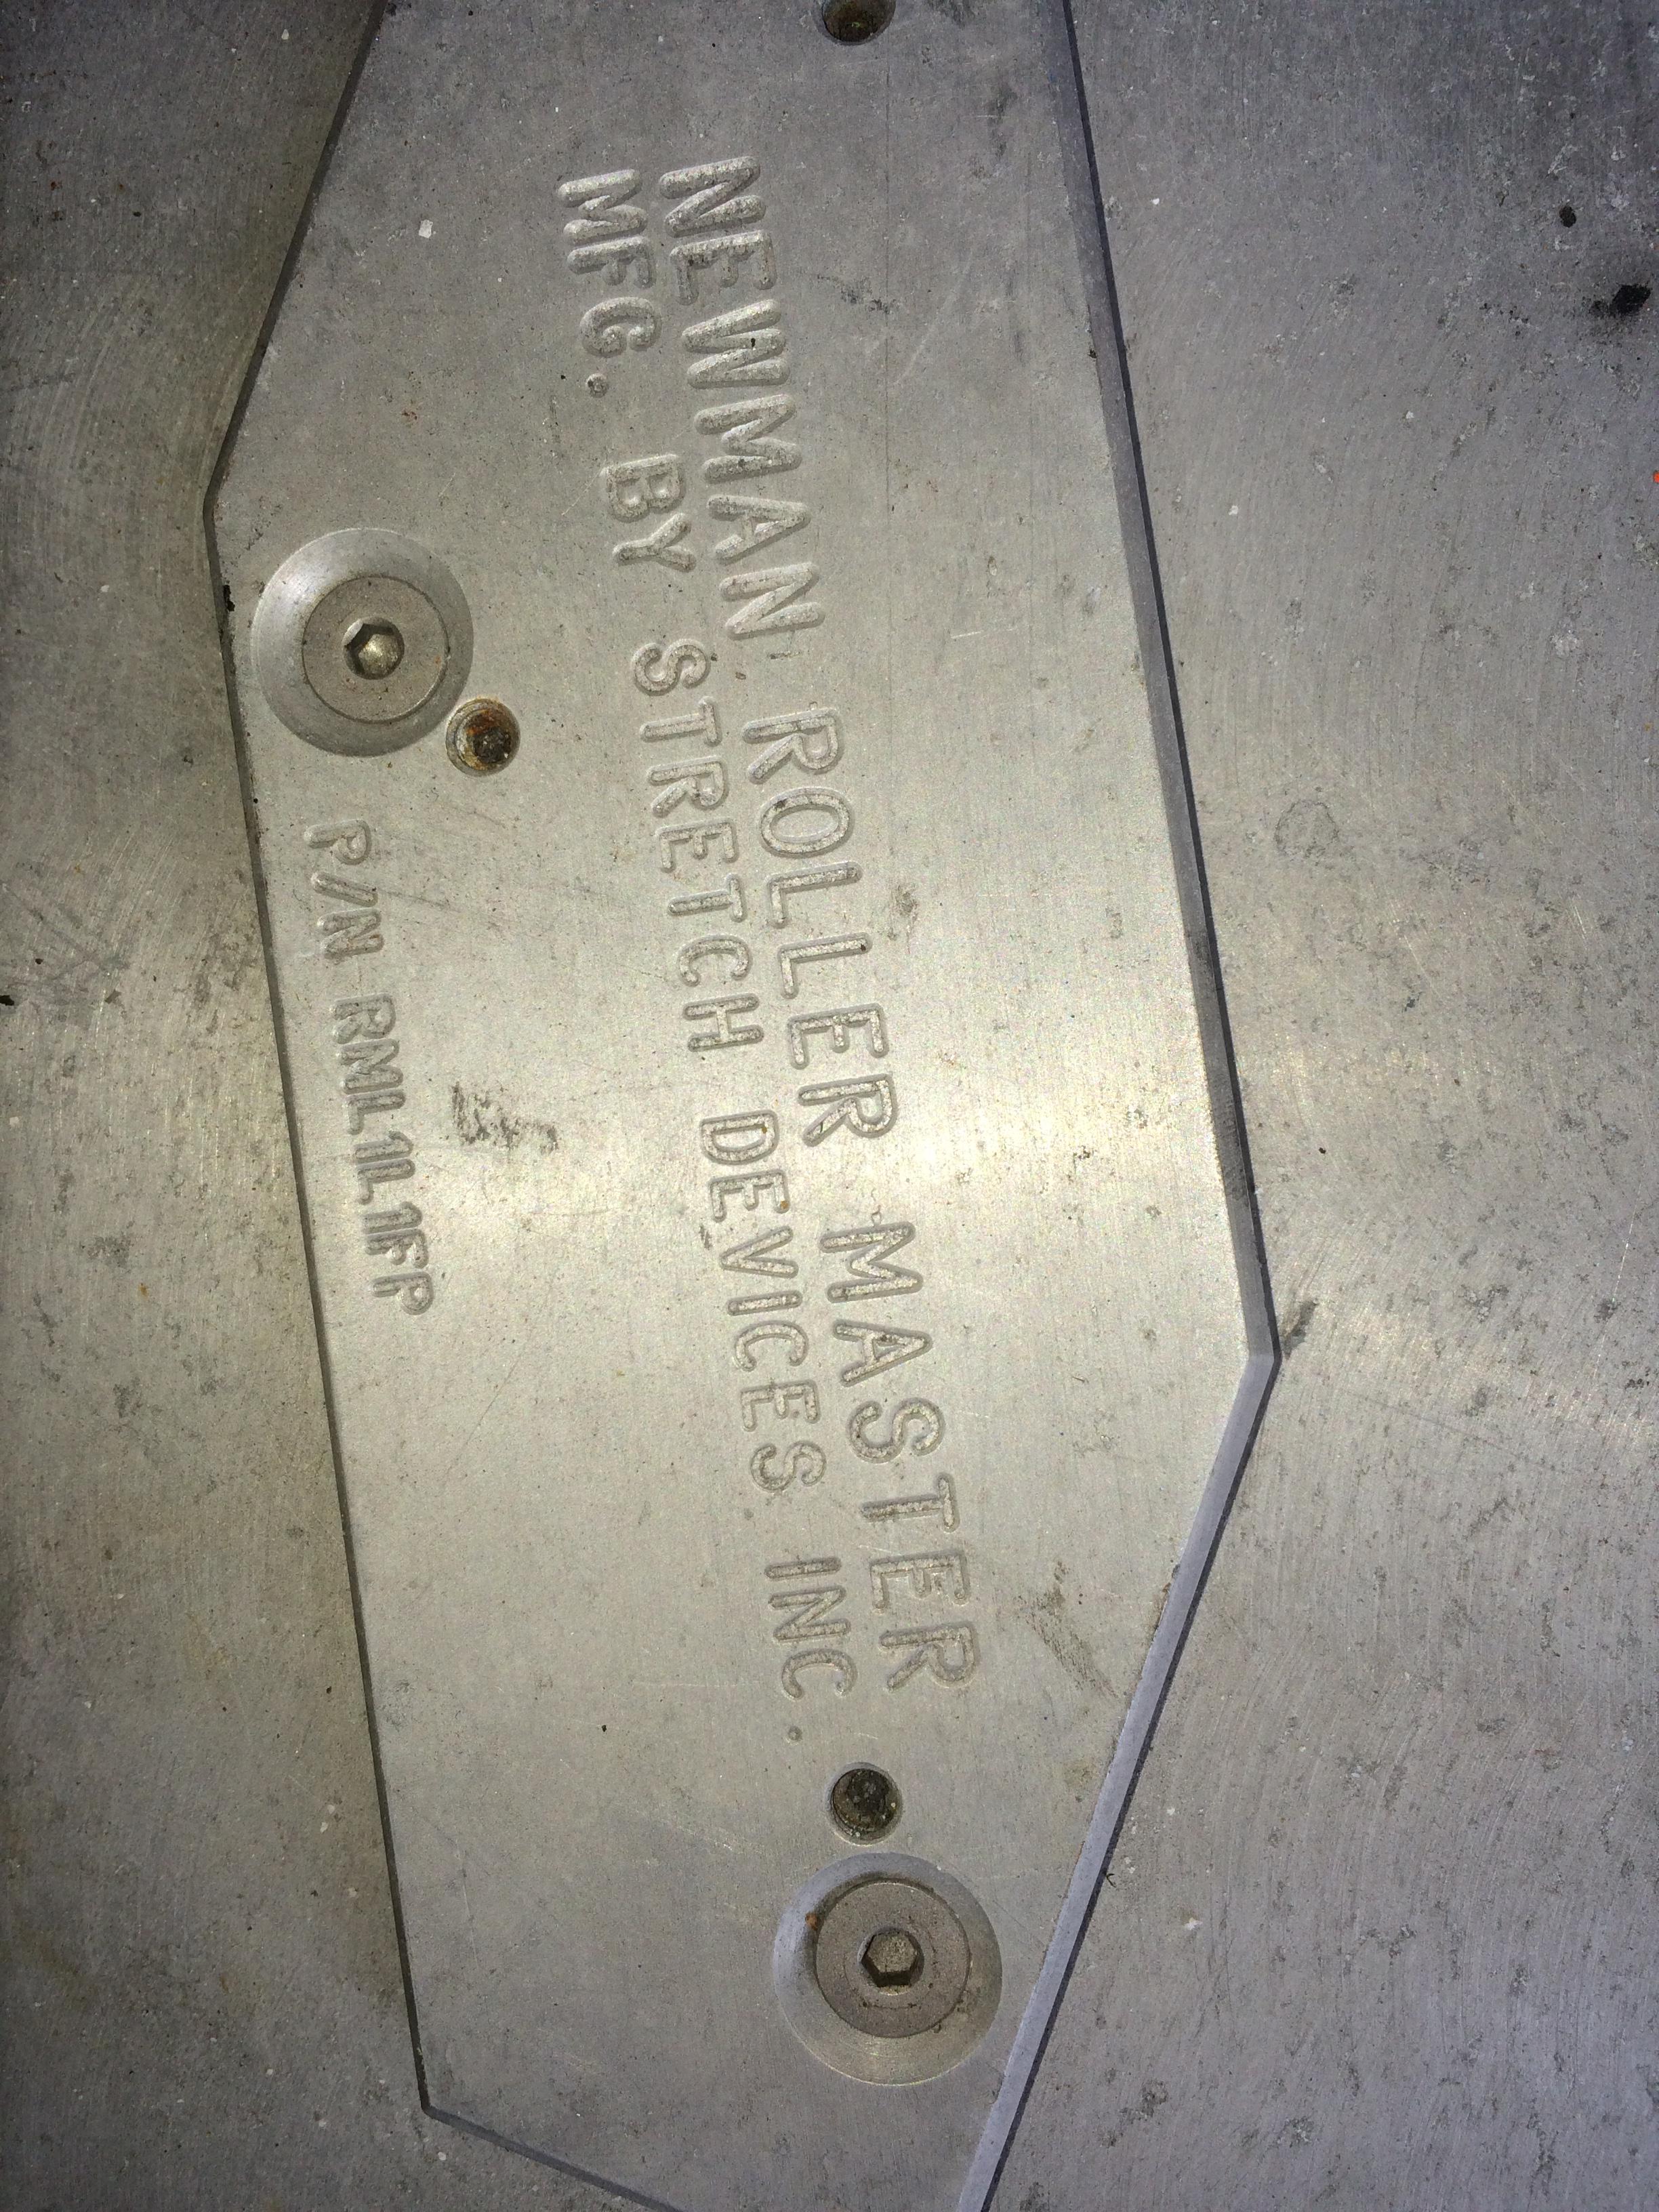 NEWMAN ROLLER MASTER
MFG. BY STRETCH DEVICES INC.
P/N RML1L1FP